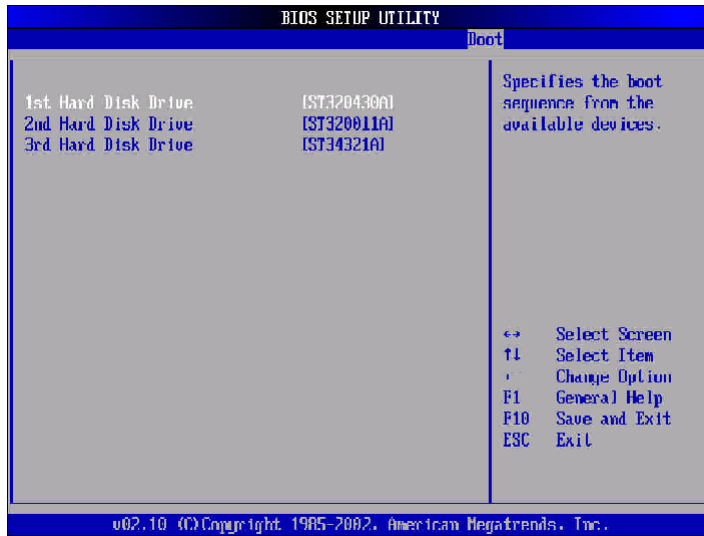 BIOS SETUP UTILITY
Boot
1st Hard Disk Drive [ST320430A]
2nd Hard Disk Drive [ST320011A]
3rd Hard Disk Drive [ST34321A]
Specifies the boot
sequence from the
available devices.
↔ Select Screen
↑↓ Select Item
Change Option
F1 General Help
F10 Save and Exit
ESC Exit
v02.10 (C)Copyright 1985-2002, American Megatrends, Inc.